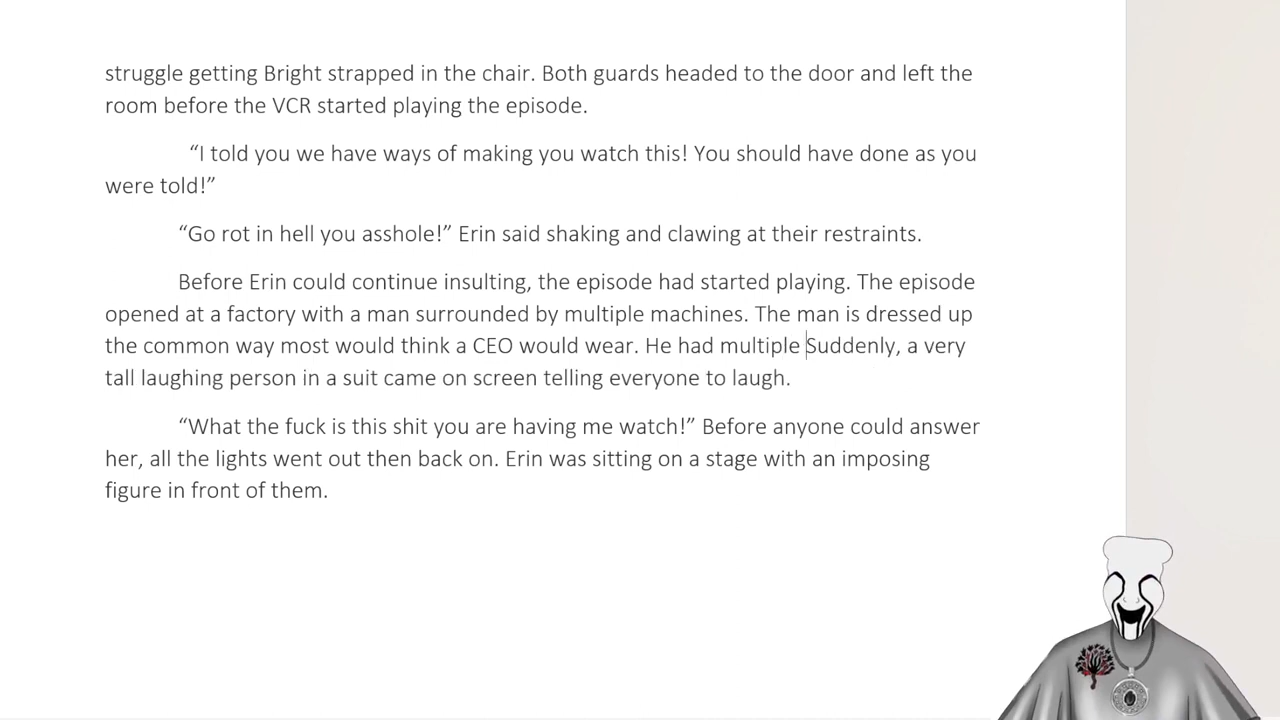 struggle getting Bright strapped in the chair. Both guards headed to the door and left the
room before the VCR started playing the episode.
“I told you we have ways of making you watch this! You should have done as you
were told!”
“Go rot in hell you asshole!” Erin said shaking and clawing at their restraints.
Before Erin could continue insulting, the episode had started playing. The episode
opened at a factory with a man surrounded by multiple machines. The man is dressed up
the common way most would think a CEO would wear. He had multiple Suddenly, a very
tall laughing person in a suit came on screen telling everyone to laugh.
“What the fuck is this shit you are having me watch!” Before anyone could answer
her, all the lights went out then back on. Erin was sitting on a stage with an imposing
figure in front of them.